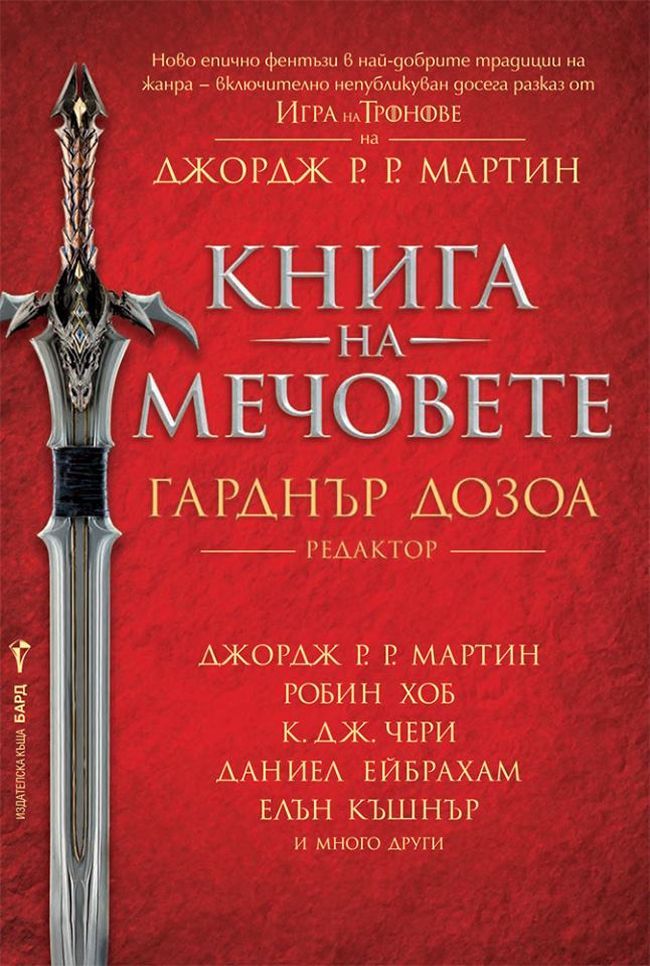 Ново епично фентъзи в най-добрите традиции на
жанра – включително непубликуван досега разказ от
Игра на Тронове
на
ДЖОРДЖ Р. Р. МАРТИН
КНИГА
НА
МЕЧОВЕТЕ
ГАРДНЪР ДОЗОА
РЕДАКТОР
ДЖОРДЖ Р. Р. МАРТИН
РОБИН ХОБ
К. ДЖ. ЧЕРИ
ДАНИЕЛ ЕЙБРАХАМ
ЕЛЪН КЪШНЪР
И МНОГО ДРУГИ
ИЗДАТЕЛСКА КЪЩА БАРД